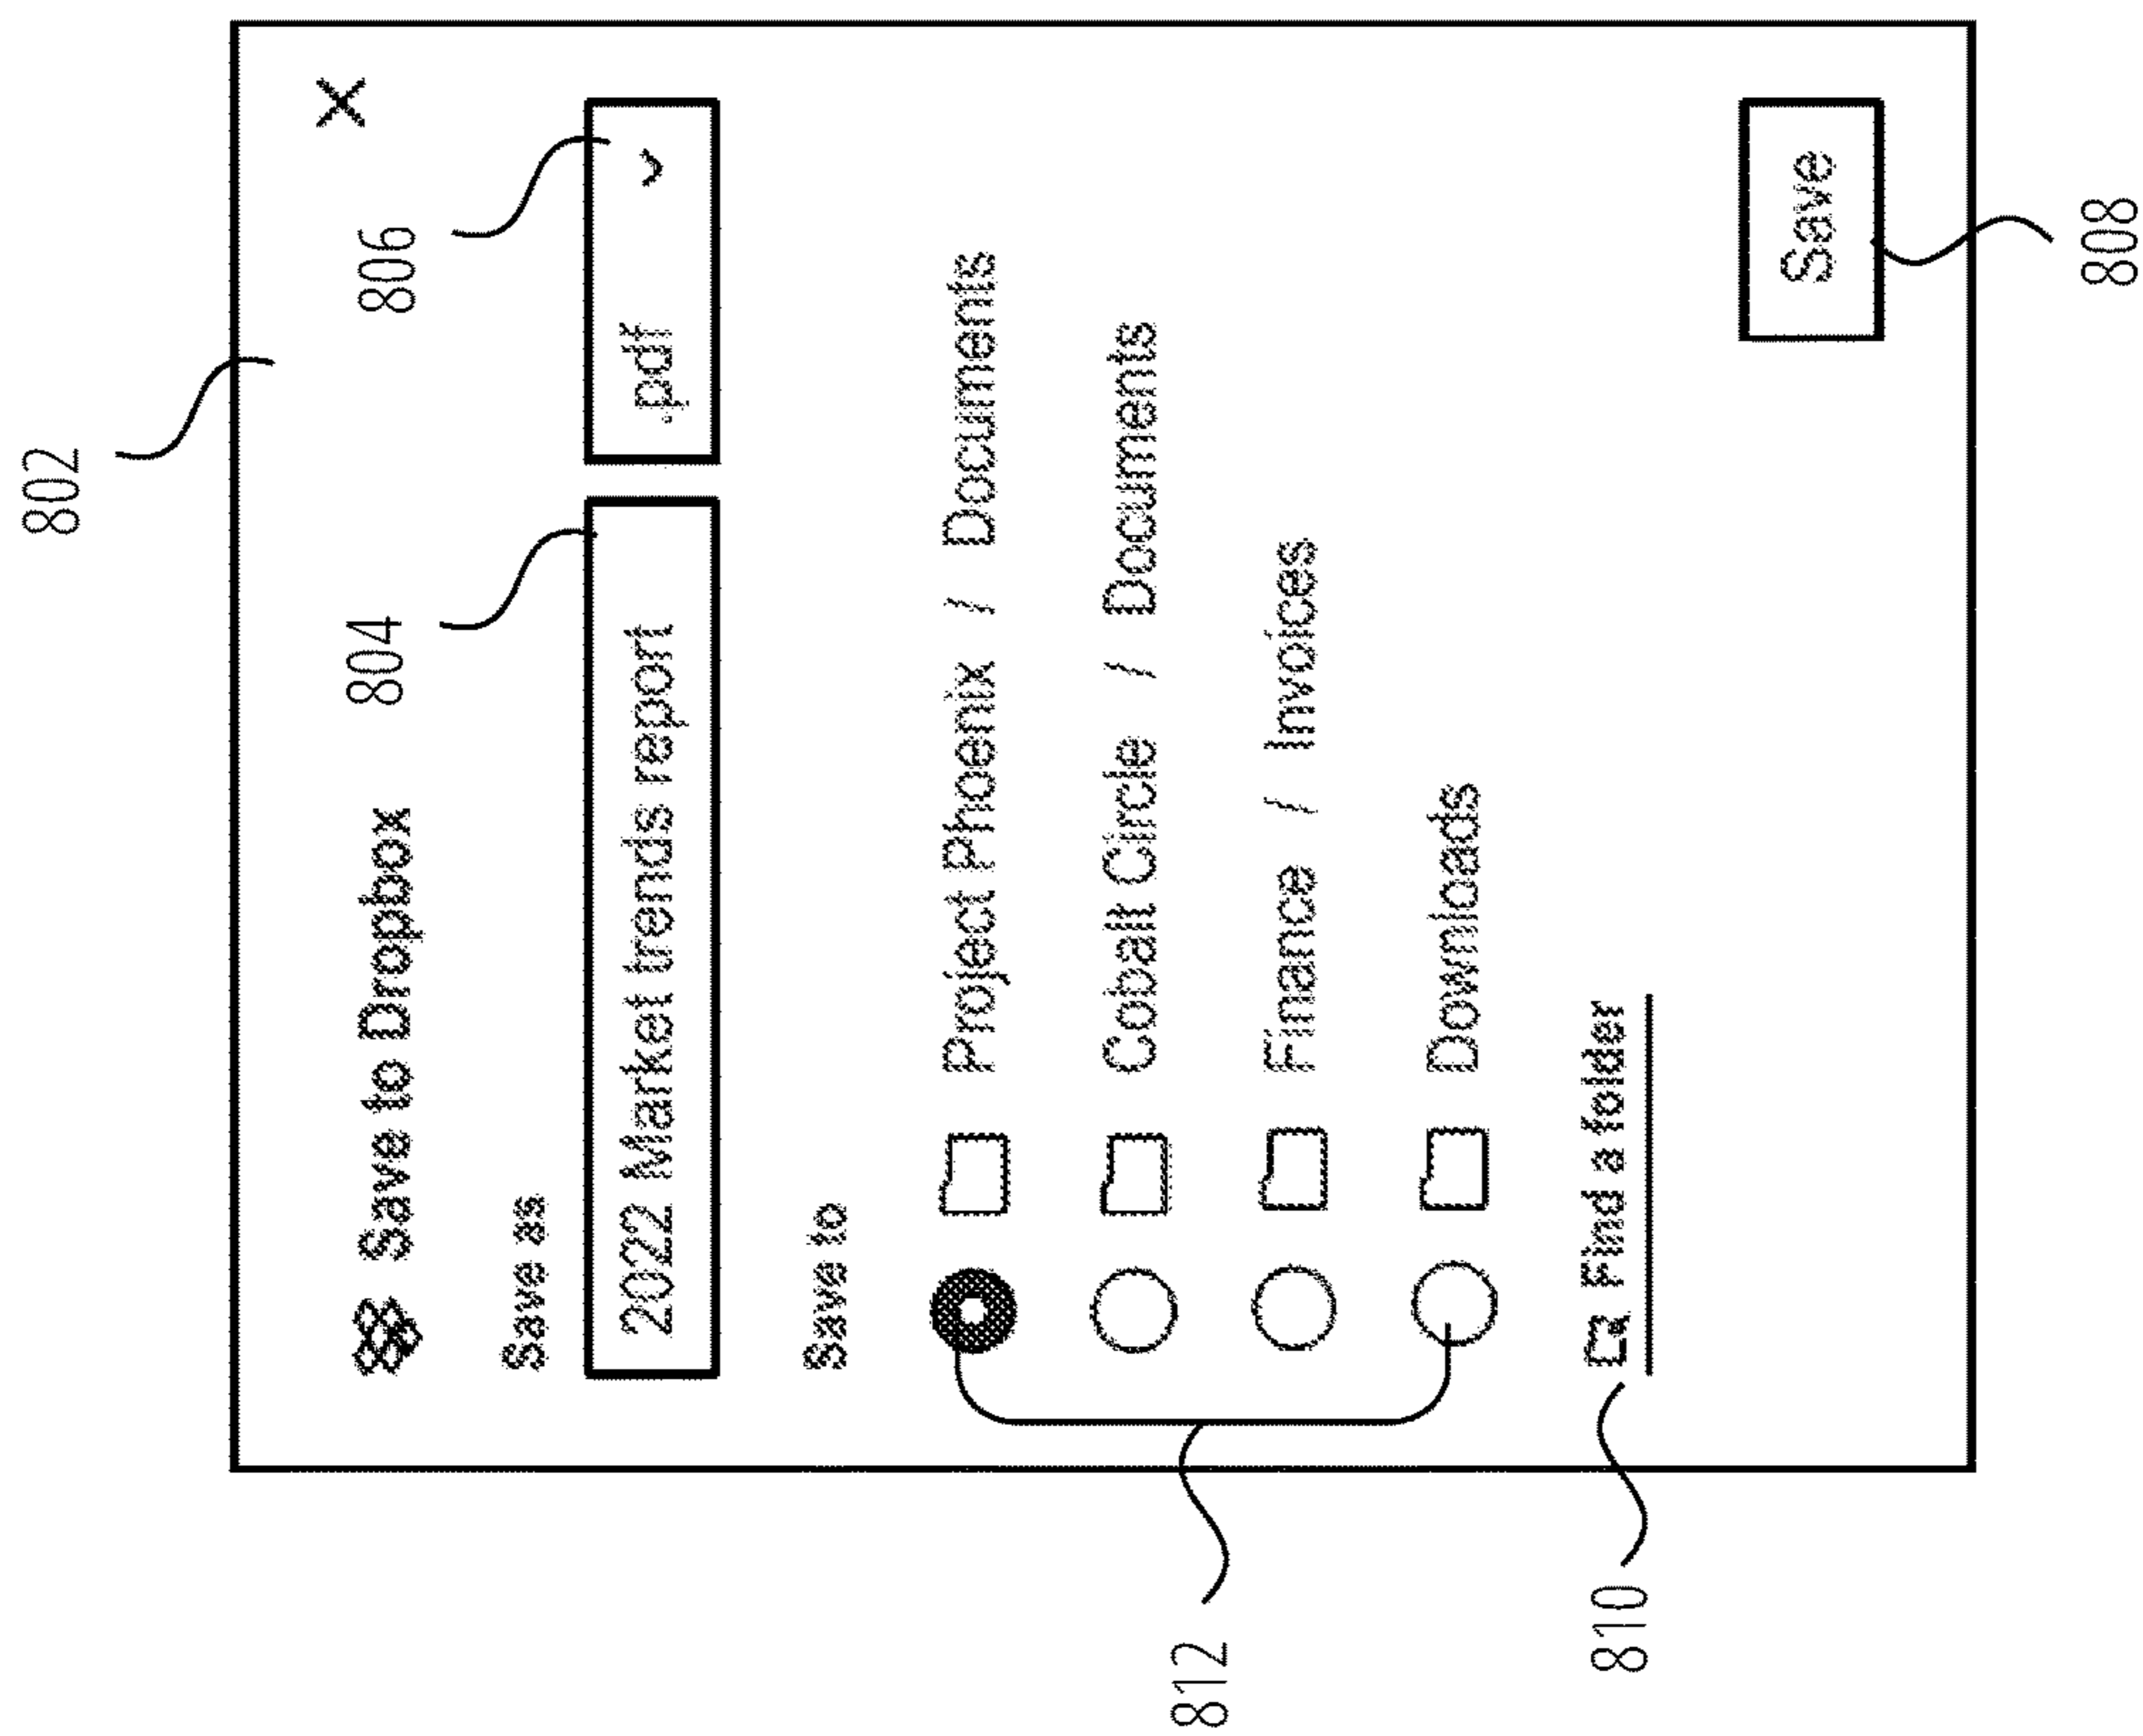 802
Save to Dropbox
804
806
Save as
2022 Market trends report
.pdf
Save to
Project Phoenix / Documents
Cobalt Circle / Documents
Finance / Invoices
Downloads
812
Find a folder
810
Save
808